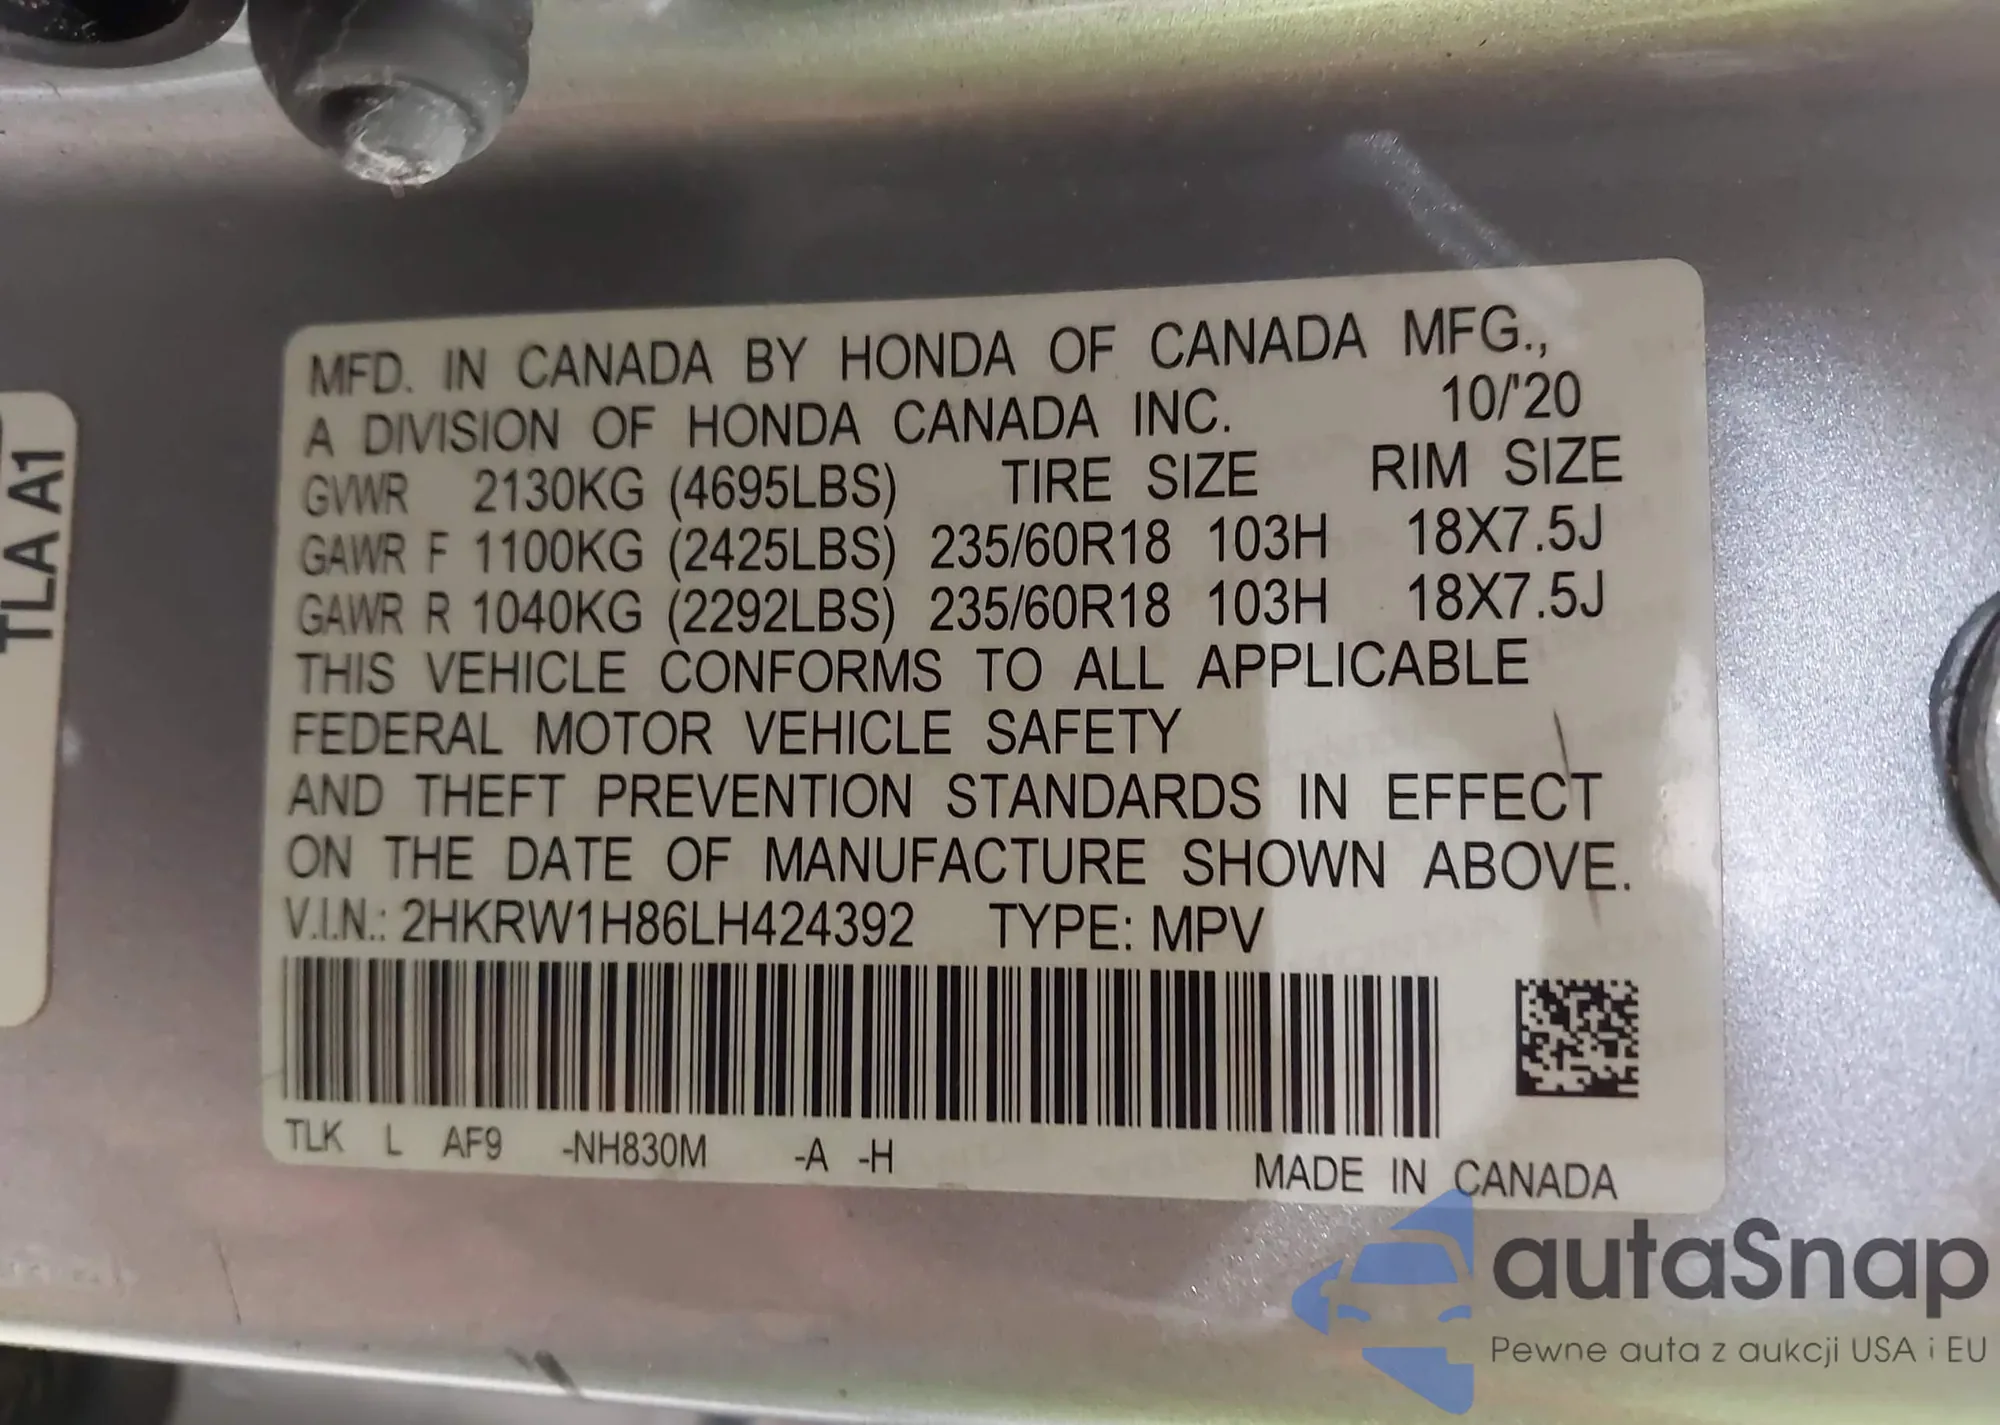 MFD. IN CANADA BY HONDA OF CANADA MFG.,
A DIVISION OF HONDA CANADA INC. 10/'20
GVWR 2130KG (4695LBS) TIRE SIZE RIM SIZE
GAWR F 1100KG (2425LBS) 235/60R18 103H 18X7.5J
GAWR R 1040KG (2292LBS) 235/60R18 103H 18X7.5J
THIS VEHICLE CONFORMS TO ALL APPLICABLE
FEDERAL MOTOR VEHICLE SAFETY
AND THEFT PREVENTION STANDARDS IN EFFECT
ON THE DATE OF MANUFACTURE SHOWN ABOVE.
V.I.N.: 2HKRW1H86LH424392 TYPE: MPV
TLK L AF9 -NH830M -A -H
MADE IN CANADA
TLA A1
autaSnap
Pewne auta z aukcji USA i EU